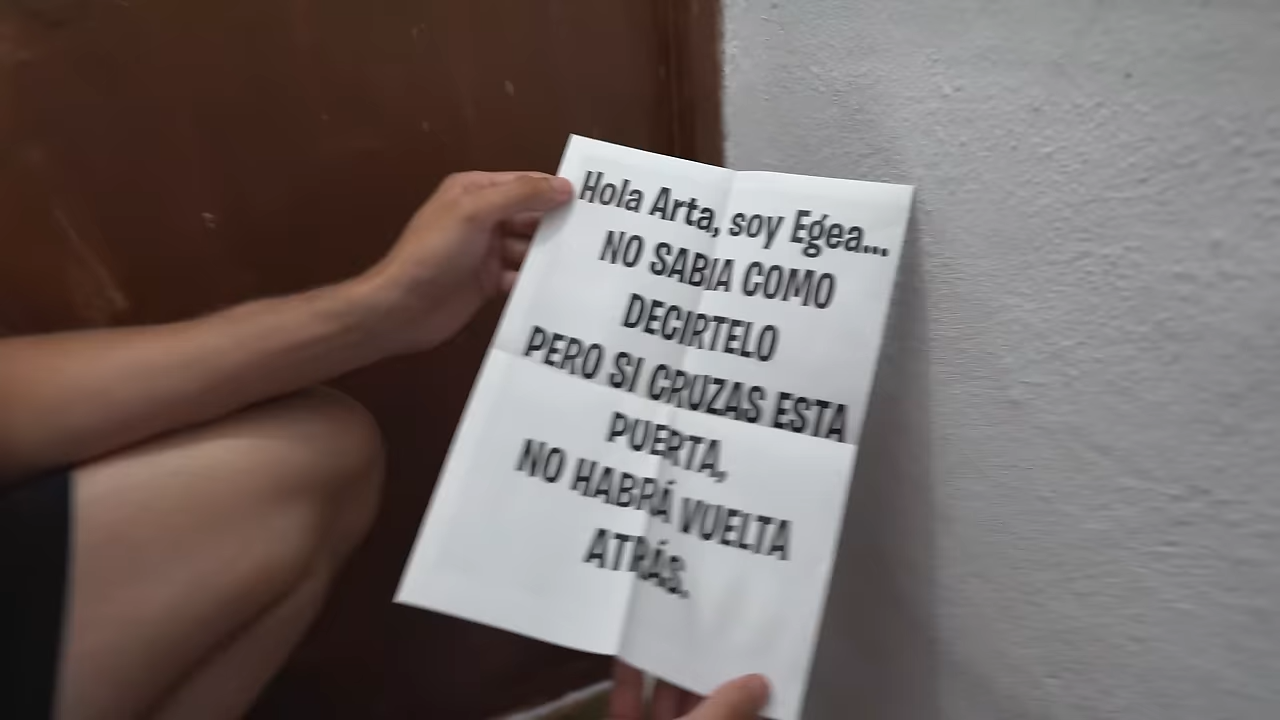 Hola Arta, soy Egea...
NO SABIA COMO
DECIRTELO
PERO SI CRUZAS ESTA
PUERTA,
NO HABRÁ VUELTA
ATRÁS.